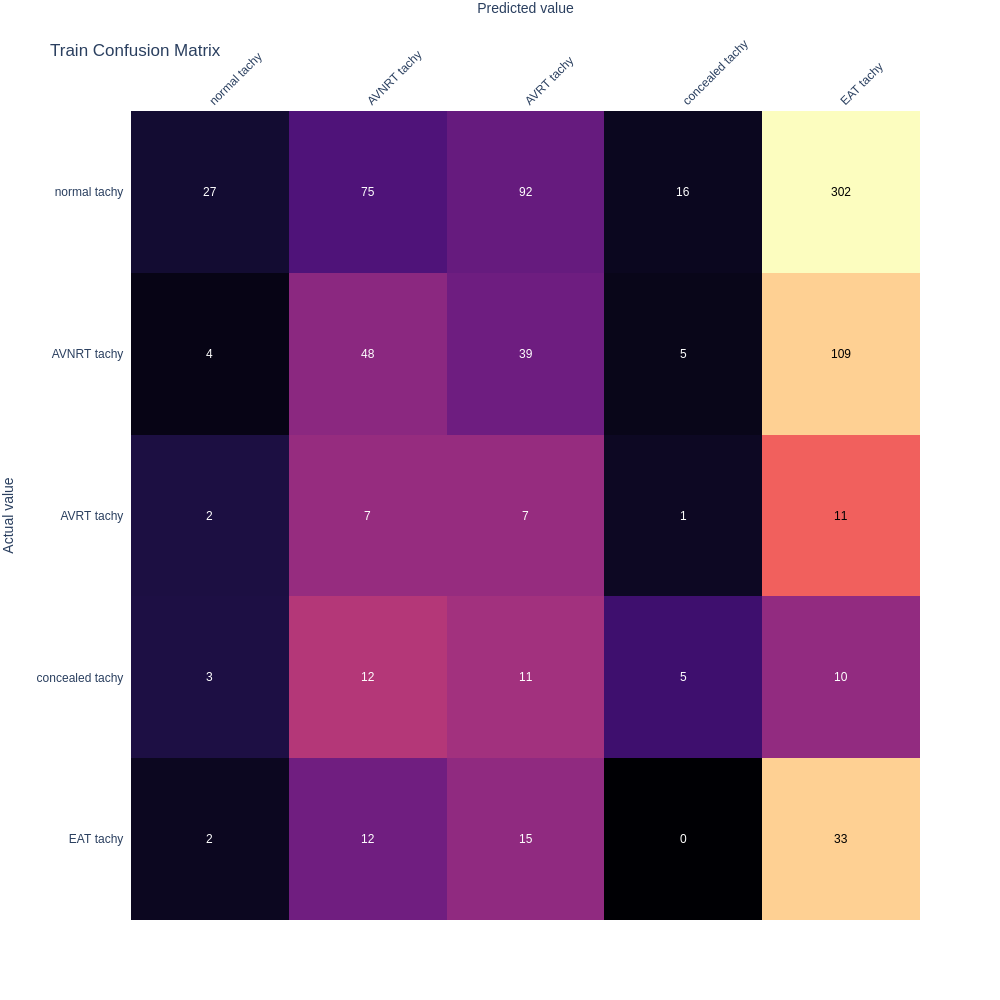 Predicted value
Train Confusion Matrix
normal tachy
AVNRT tachy
AVRT tachy
concealed tachy
EAT tachy
normal tachy
27
75
92
16
302
AVNRT tachy
4
48
39
5
109
Actual value
AVRT tachy
2
7
7
1
11
concealed tachy
3
12
11
5
10
EAT tachy
2
12
15
0
33